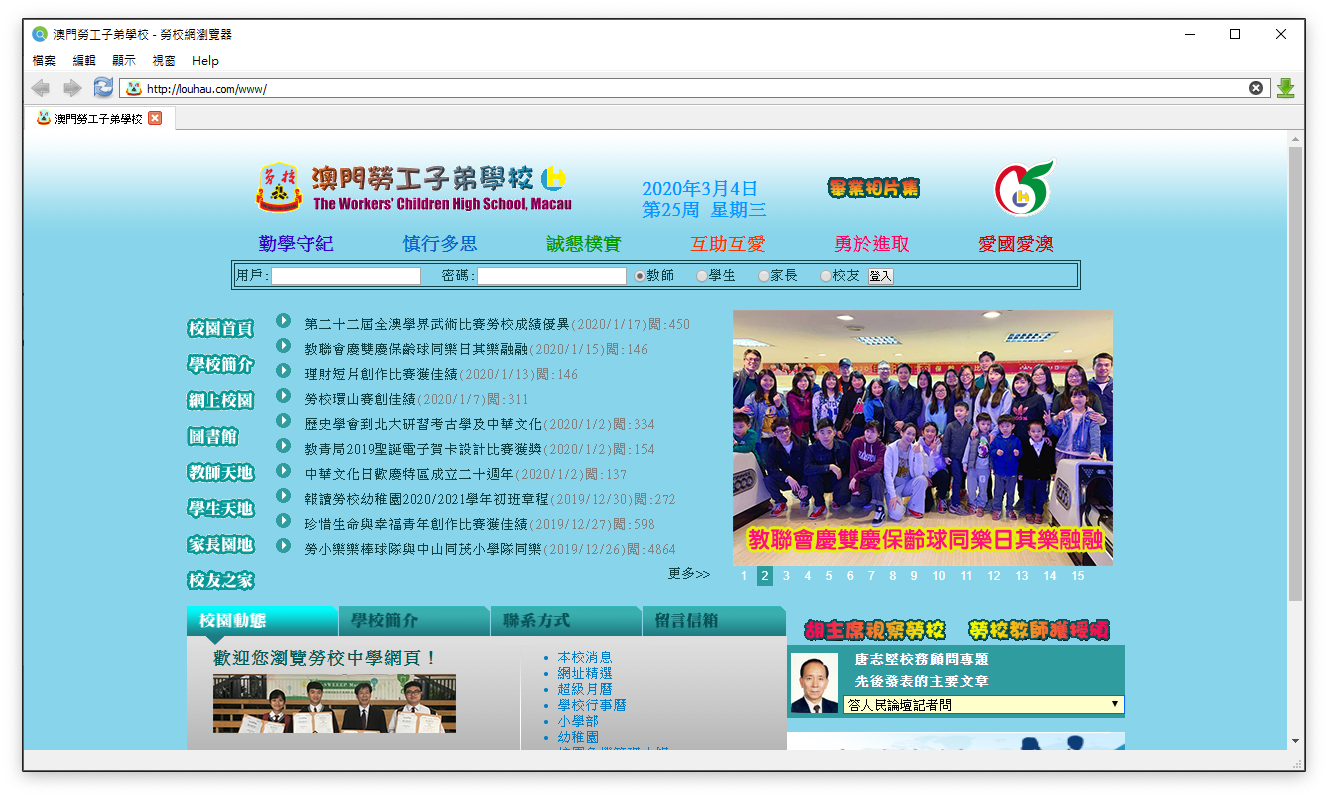 澳門勞工子弟學校 - 勞校網瀏覽器
檔案 編輯 顯示 視窗 Help
http://louhau.com/www/
澳門勞工子弟學校
勞校
澳門勞工子弟學校
The Workers' Children High School, Macau
2020年3月4日
第25周 星期三
畢業相片集
勤學守紀 慎行多思 誠懇樸實 互助互愛 勇於進取 愛國愛澳
用戶: 密碼: 教師 學生 家長 校友 登入
校園首頁
學校簡介
網上校園
圖書館
教師天地
學生天地
家長園地
校友之家
第二十二屆全澳學界武術比賽勞校成績優異(2020/1/17)閱:450
教聯會慶雙慶保齡球同樂日其樂融融(2020/1/15)閱:146
理財短片創作比賽獲佳績(2020/1/13)閱:146
勞校環山賽創佳績(2020/1/7)閱:311
歷史學會到北大研習考古學及中華文化(2020/1/2)閱:334
教青局2019聖誕電子賀卡設計比賽獲獎(2020/1/2)閱:154
中華文化日歡慶特區成立二十週年(2020/1/2)閱:137
報讀勞校幼稚園2020/2021學年初班章程(2019/12/30)閱:272
珍惜生命與幸福青年創作比賽獲佳績(2019/12/27)閱:598
勞小樂樂棒球隊與中山同茂小學隊同樂(2019/12/26)閱:4864
更多>>
教聯會慶雙慶保齡球同樂日其樂融融
1 2 3 4 5 6 7 8 9 10 11 12 13 14 15
校園動態 學校簡介 聯系方式 留言信箱
歡迎您瀏覽勞校中學網頁！
本校消息
網址精選
超級月曆
學校行事曆
小學部
幼稚園
胡主席視察勞校 勞校教師獲授勳
唐志堅校務顧問專題
先後發表的主要文章
答人民論壇記者問